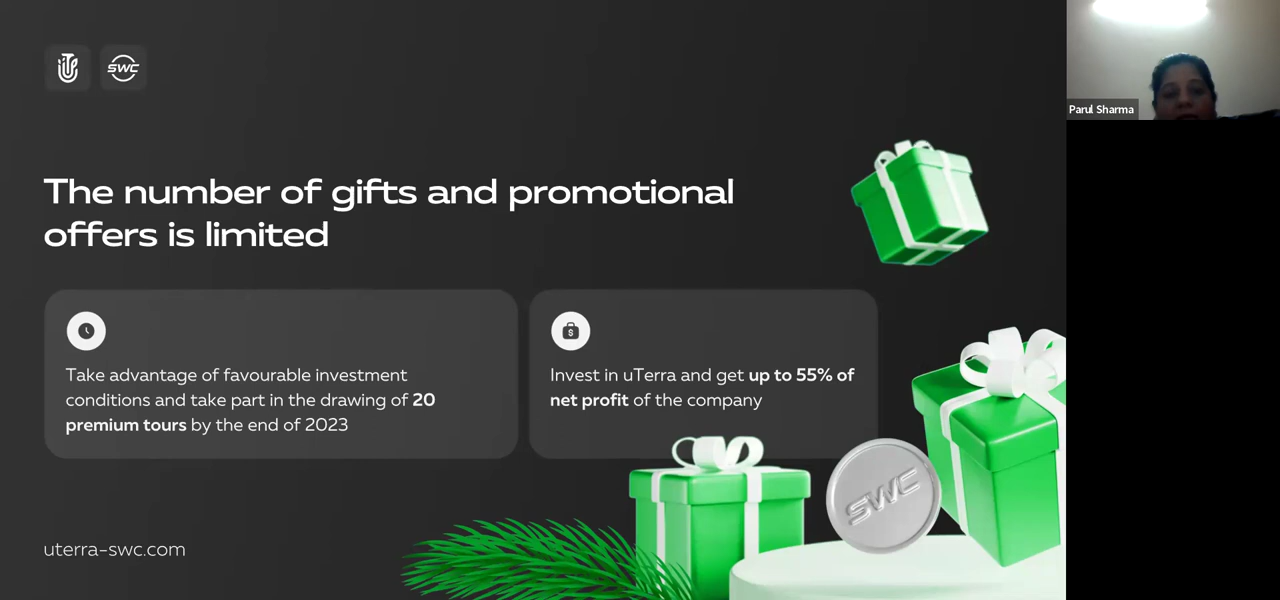 SWC
The number of gifts and promotional
offers is limited
Take advantage of favourable investment
conditions and take part in the drawing of 20
premium tours by the end of 2023
Invest in uTerra and get up to 55% of
net profit of the company
SWC
uterra-swc.com
Parul Sharma